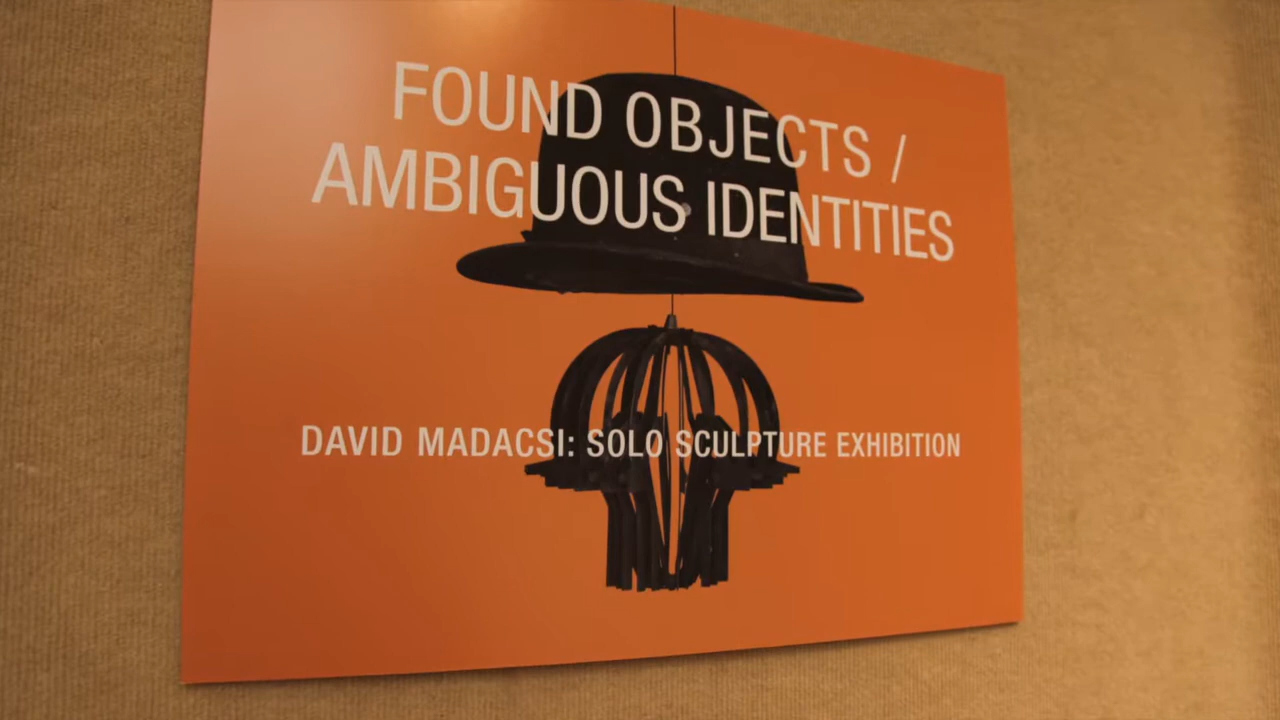 FOUND OBJECTS /
AMBIGUOUS IDENTITIES
DAVID MADACSI: SOLO SCULPTURE EXHIBITION